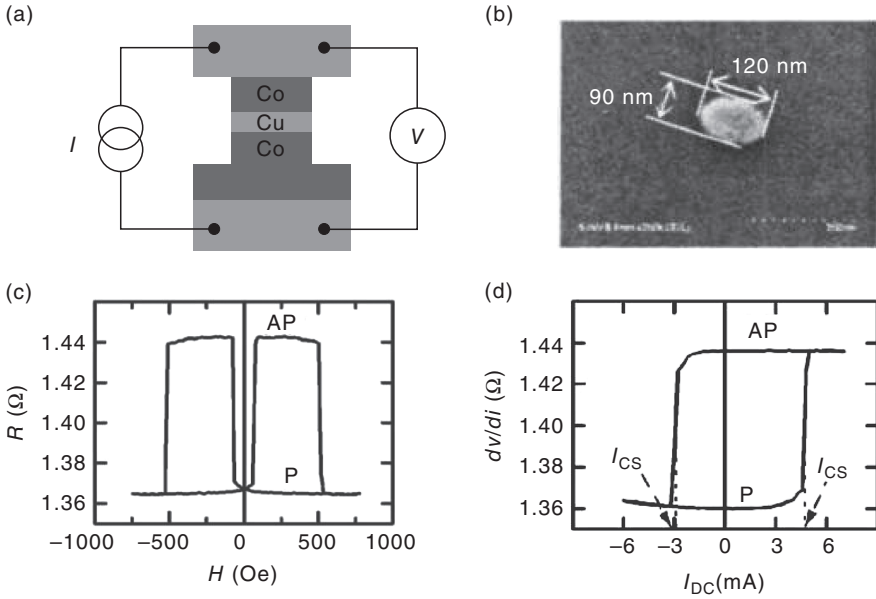 (a)
Co
Cu
Co
I
V
(b)
120 nm
90 nm
(c)
AP
P
1.44
1.42
1.40
1.38
1.36
R (Ω)
−1000 −500 0 500 1000
H (Oe)
(d)
AP
P
I_CS
I_CS
1.44
1.42
1.40
1.38
1.36
dv/di (Ω)
−6 −3 0 3 6
I_DC(mA)